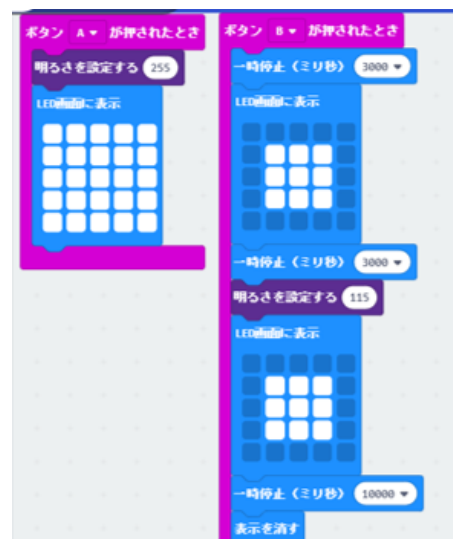 ボタン A ▾ が押されたとき
明るさを設定する 255
LED画面に表示
ボタン B ▾ が押されたとき
一時停止（ミリ秒） 3000 ▾
LED画面に表示
一時停止（ミリ秒） 3000 ▾
明るさを設定する 115
LED画面に表示
一時停止（ミリ秒） 10000 ▾
表示を消す